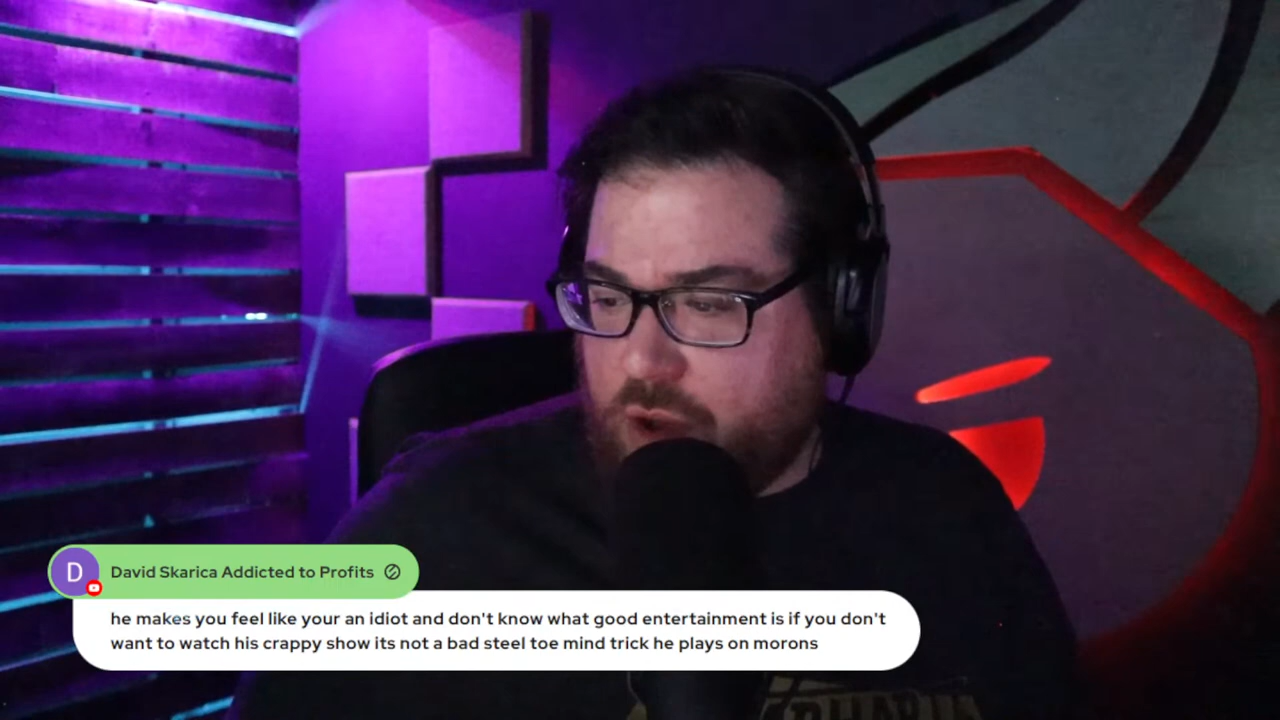 D
David Skarica Addicted to Profits
he makes you feel like your an idiot and don't know what good entertainment is if you don't
want to watch his crappy show its not a bad steel toe mind trick he plays on morons